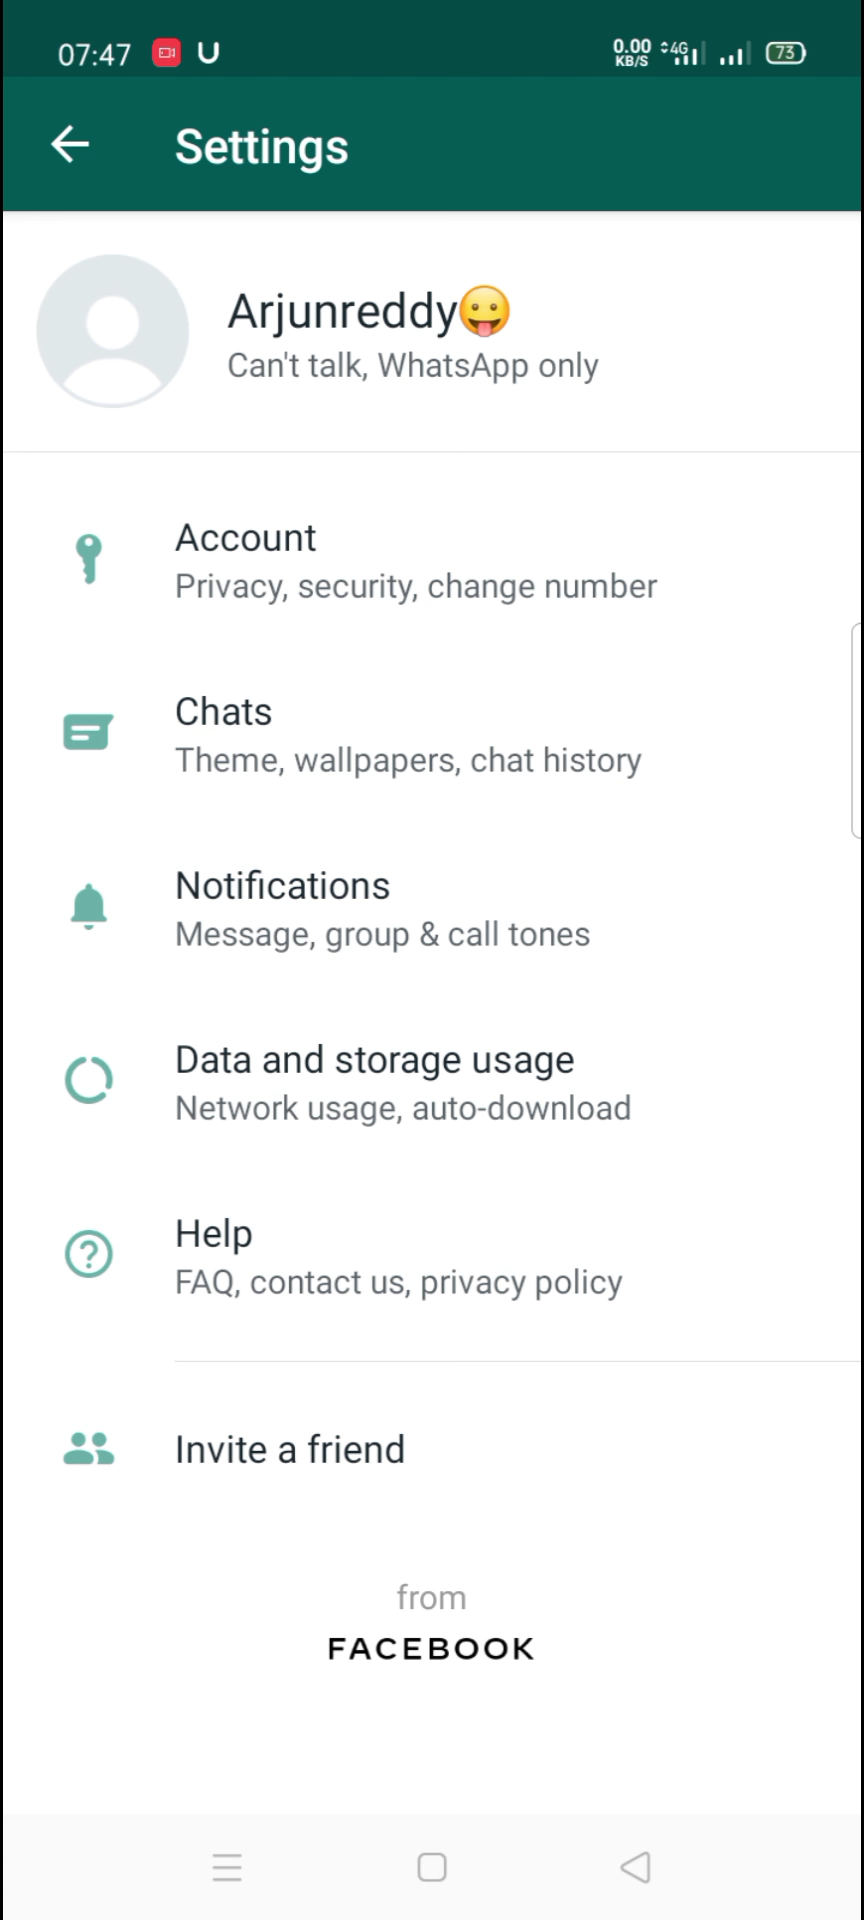 07:47 0.00 KB/S 4G 73
Settings
Arjunreddy😛
Can't talk, WhatsApp only
Account
Privacy, security, change number
Chats
Theme, wallpapers, chat history
Notifications
Message, group & call tones
Data and storage usage
Network usage, auto-download
Help
FAQ, contact us, privacy policy
Invite a friend
from
FACEBOOK